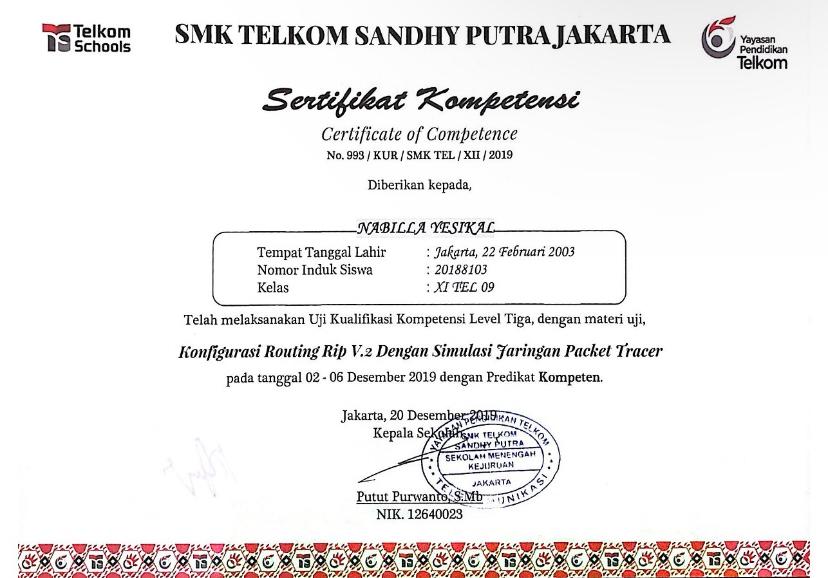 Telkom
Schools
SMK TELKOM SANDHY PUTRA JAKARTA
Yayasan
Pendidikan
Telkom
Sertifikat Kompetensi
Certificate of Competence
No. 993 / KUR / SMK TEL / XII / 2019
Diberikan kepada,
NABILLA YESIKAL
Tempat Tanggal Lahir : Jakarta, 22 Februari 2003
Nomor Induk Siswa : 20188103
Kelas : XI TEL 09
Telah melaksanakan Uji Kualifikasi Kompetensi Level Tiga, dengan materi uji,
Konfigurasi Routing Rip V.2 Dengan Simulasi Jaringan Packet Tracer
pada tanggal 02 - 06 Desember 2019 dengan Predikat Kompeten.
Jakarta, 20 Desember 2019
Kepala Sekolah
YAYASAN PENDIDIKAN TELKOM
SMK TELKOM
SANDHY PUTRA
SEKOLAH MENENGAH
KEJURUAN
JAKARTA
Putut Purwanto, S.Mb
NIK. 12640023